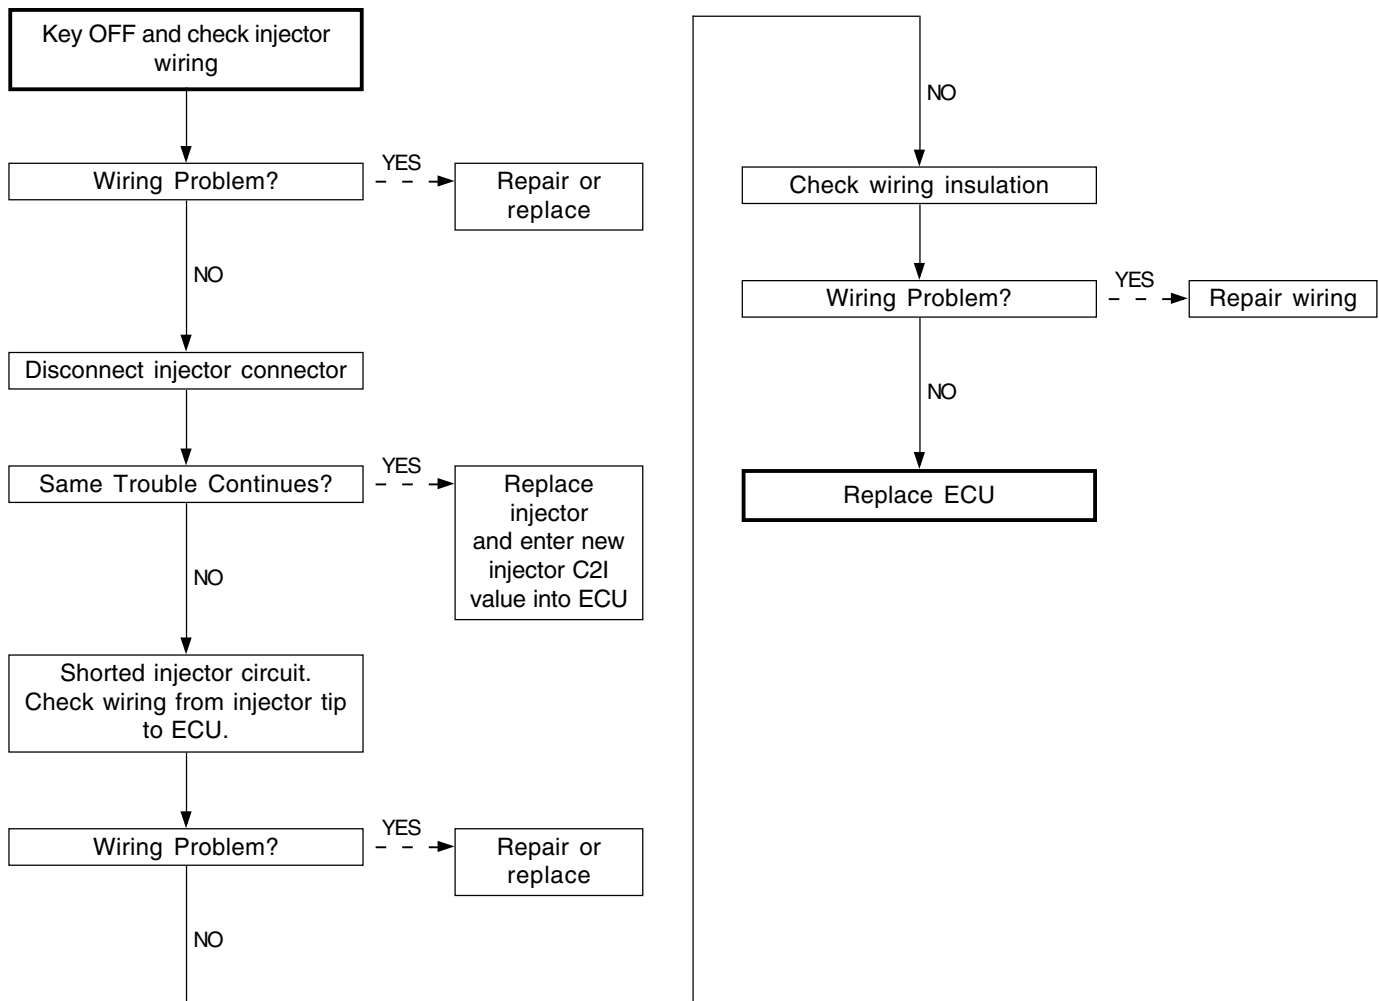 Key OFF and check injector
wiring
Wiring Problem?
YES
Repair or
replace
NO
Disconnect injector connector
Same Trouble Continues?
YES
Replace
injector
and enter new
injector C2I
value into ECU
NO
Shorted injector circuit.
Check wiring from injector tip
to ECU.
Wiring Problem?
YES
Repair or
replace
NO
NO
Check wiring insulation
Wiring Problem?
YES
Repair wiring
NO
Replace ECU